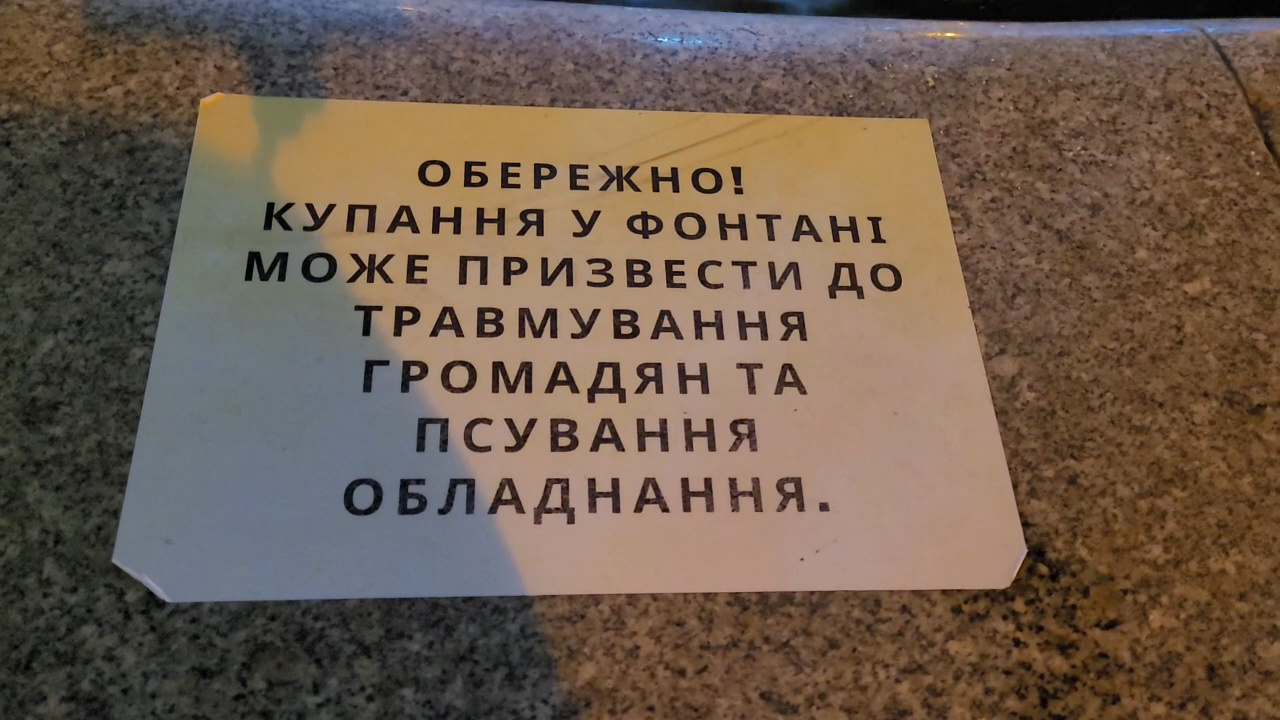 ОБЕРЕЖНО!
КУПАННЯ У ФОНТАНІ
МОЖЕ ПРИЗВЕСТИ ДО
ТРАВМУВАННЯ
ГРОМАДЯН ТА
ПСУВАННЯ
ОБЛАДНАННЯ.